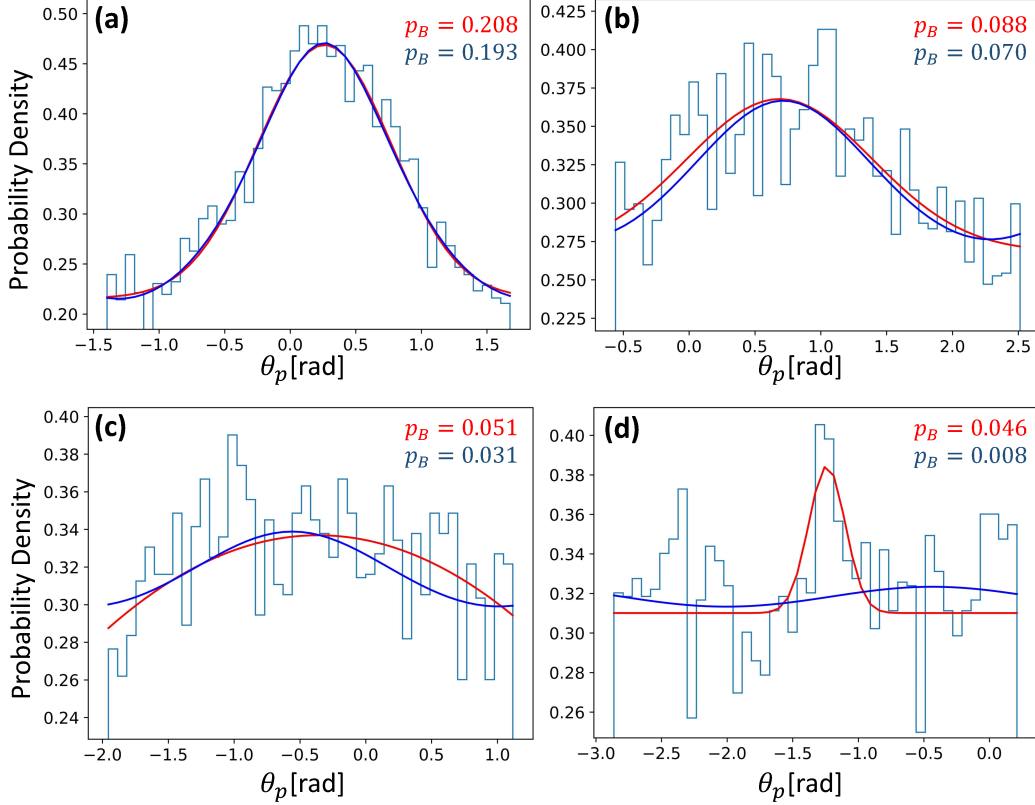 (a)
p_B = 0.208
p_B = 0.193
Probability Density
0.50
0.45
0.40
0.35
0.30
0.25
0.20
−1.5 −1.0 −0.5 0.0 0.5 1.0 1.5
θ_p[rad]
(b)
p_B = 0.088
p_B = 0.070
0.425
0.400
0.375
0.350
0.325
0.300
0.275
0.250
0.225
−0.5 0.0 0.5 1.0 1.5 2.0 2.5
θ_p[rad]
(c)
p_B = 0.051
p_B = 0.031
Probability Density
0.40
0.38
0.36
0.34
0.32
0.30
0.28
0.26
0.24
−2.0 −1.5 −1.0 −0.5 0.0 0.5 1.0
θ_p[rad]
(d)
p_B = 0.046
p_B = 0.008
0.40
0.38
0.36
0.34
0.32
0.30
0.28
0.26
−3.0 −2.5 −2.0 −1.5 −1.0 −0.5 0.0
θ_p[rad]